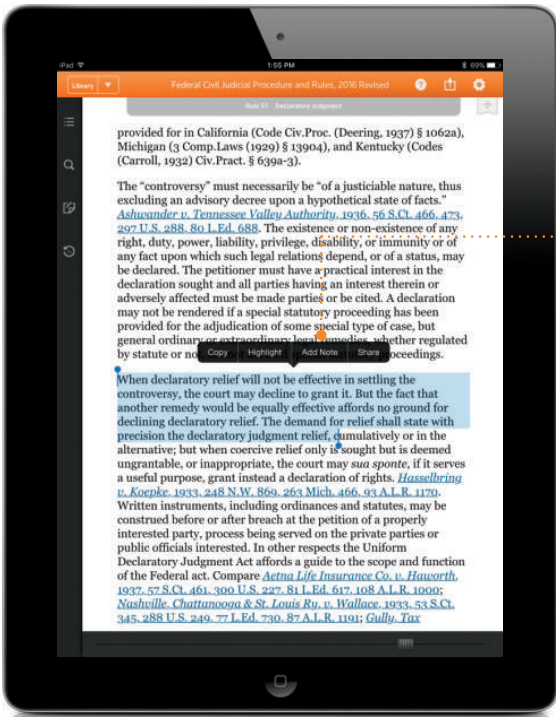 iPad 1:55 PM 69%
Library Federal Civil Judicial Procedure and Rules, 2016 Revised ?
Rule 57. Declaratory Judgment
provided for in California (Code Civ.Proc. (Deering, 1937) § 1062a),
Michigan (3 Comp.Laws (1929) § 13904), and Kentucky (Codes
(Carroll, 1932) Civ.Pract. § 639a-3).
The “controversy” must necessarily be “of a justiciable nature, thus
excluding an advisory decree upon a hypothetical state of facts.”
Ashwander v. Tennessee Valley Authority, 1936, 56 S.Ct. 466, 473,
297 U.S. 288, 80 L.Ed. 688. The existence or non-existence of any
right, duty, power, liability, privilege, disability, or immunity or of
any fact upon which such legal relations depend, or of a status, may
be declared. The petitioner must have a practical interest in the
declaration sought and all parties having an interest therein or
adversely affected must be made parties or be cited. A declaration
may not be rendered if a special statutory proceeding has been
provided for the adjudication of some special type of case, but
general ordinary or extraordinary legal remedies, whether regulated
Copy Highlight Add Note Share
by statute or
When declaratory relief will not be effective in settling the
controversy, the court may decline to grant it. But the fact that
another remedy would be equally effective affords no ground for
declining declaratory relief. The demand for relief shall state with
precision the declaratory judgment relief, cumulatively or in the
alternative; but when coercive relief only is sought but is deemed
ungrantable, or inappropriate, the court may sua sponte, if it serves
a useful purpose, grant instead a declaration of rights. Hasselbring
v. Koepke, 1933, 248 N.W. 869, 263 Mich. 466, 93 A.L.R. 1170.
Written instruments, including ordinances and statutes, may be
construed before or after breach at the petition of a properly
interested party, process being served on the private parties or
public officials interested. In other respects the Uniform
Declaratory Judgment Act affords a guide to the scope and function
of the Federal act. Compare Aetna Life Insurance Co. v. Haworth,
1937, 57 S.Ct. 461, 300 U.S. 227, 81 L.Ed. 617, 108 A.L.R. 1000;
Nashville, Chattanooga & St. Louis Ry. v. Wallace, 1933, 53 S.Ct.
345, 288 U.S. 249, 77 L.Ed. 730, 87 A.L.R. 1191; Gully, Tax